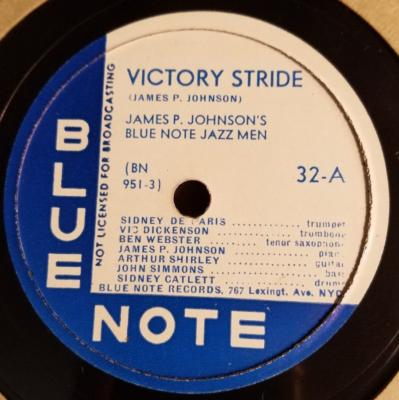 VICTORY STRIDE
(JAMES P. JOHNSON)
JAMES P. JOHNSON'S
BLUE NOTE JAZZ MEN
(BN
951-3)
32-A
NOT LICENSED FOR BROADCASTING
SIDNEY DE PARIS .................... trumpet
VIC DICKENSON .................... trombone
BEN WEBSTER .................... tenor saxophone
JAMES P. JOHNSON .................... piano
ARTHUR SHIRLEY .................... guitar
JOHN SIMMONS .................... bass
SIDNEY CATLETT .................... drums
BLUE NOTE RECORDS, 767 Lexingt. Ave. NYC
BLUE
NOTE